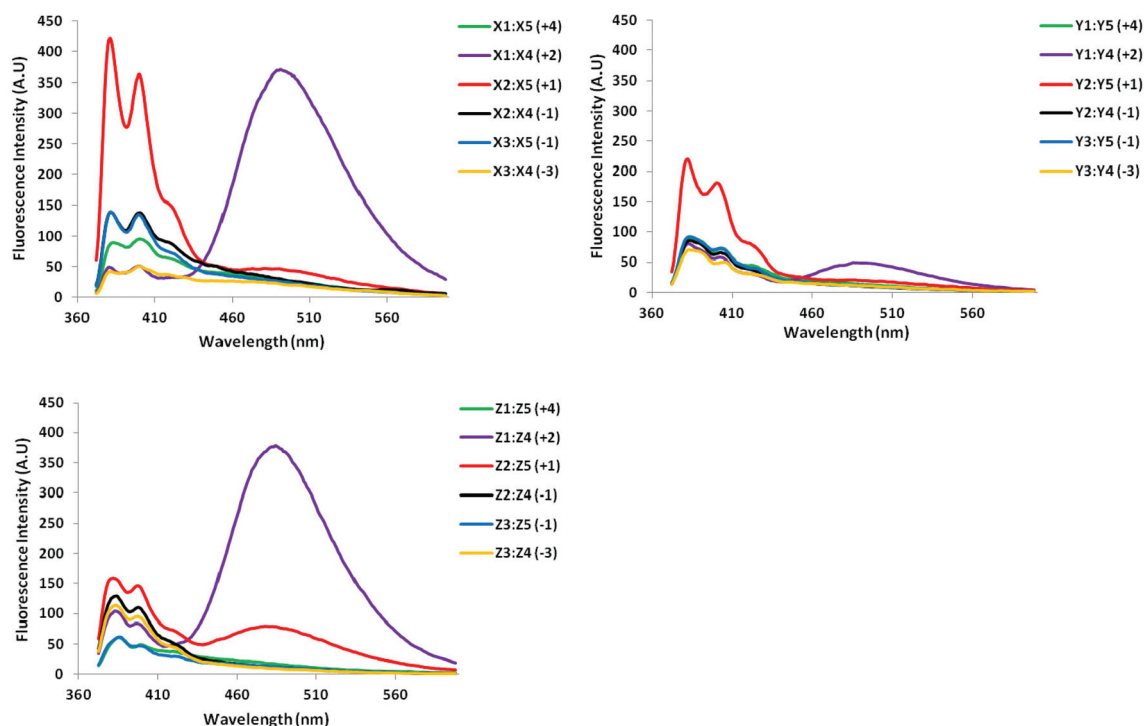 Fluorescence Intensity (A.U)
450
400
350
300
250
200
150
100
50
0
360
410
460
510
560
Wavelength (nm)
X1:X5 (+4)
X1:X4 (+2)
X2:X5 (+1)
X2:X4 (-1)
X3:X5 (-1)
X3:X4 (-3)
Fluorescence Intensity (A.U)
450
400
350
300
250
200
150
100
50
0
360
410
460
510
560
Wavelength (nm)
Y1:Y5 (+4)
Y1:Y4 (+2)
Y2:Y5 (+1)
Y2:Y4 (-1)
Y3:Y5 (-1)
Y3:Y4 (-3)
Fluorescence Intensity (A.U)
450
400
350
300
250
200
150
100
50
0
360
410
460
510
560
Wavelength (nm)
Z1:Z5 (+4)
Z1:Z4 (+2)
Z2:Z5 (+1)
Z2:Z4 (-1)
Z3:Z5 (-1)
Z3:Z4 (-3)